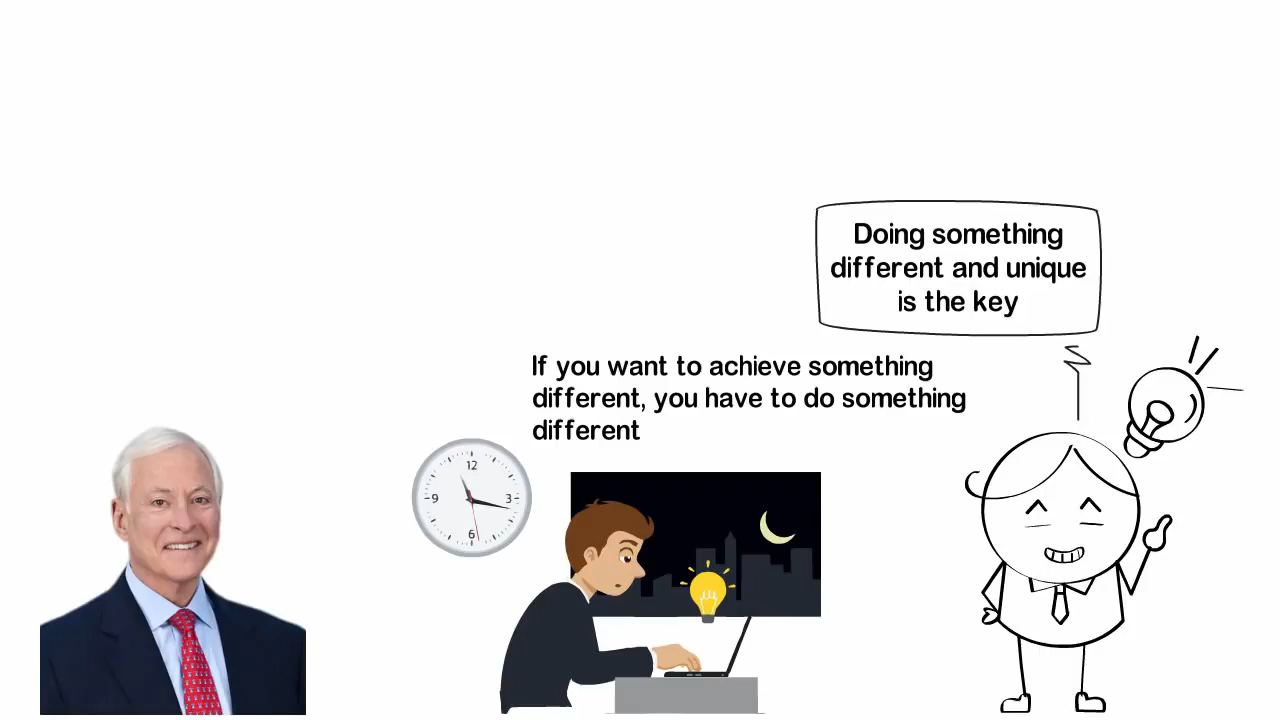 Doing something
different and unique
is the key
If you want to achieve something
different, you have to do something
different
12
9
3
6